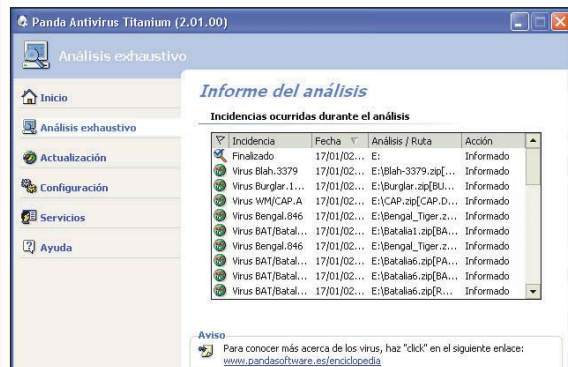 Panda Antivirus Titanium (2.01.00)
Análisis exhaustivo
Inicio
Análisis exhaustivo
Actualización
Configuración
Servicios
Ayuda
Informe del análisis
Incidencias ocurridas durante el análisis
Incidencia Fecha Análisis / Ruta Acción
Finalizado 17/01/02... E: Informado
Virus Blah.3379 17/01/02... E:\Blah-3379.zip[... Informado
Virus Burglar.1... 17/01/02... E:\Burglar.zip[BU... Informado
Virus WM/CAP.A 17/01/02... E:\CAP.zip[CAP.D... Informado
Virus Bengal.846 17/01/02... E:\Bengal_Tiger.z... Informado
Virus BAT/Batal... 17/01/02... E:\Batalia1.zip[BA... Informado
Virus Bengal.846 17/01/02... E:\Bengal_Tiger.z... Informado
Virus BAT/Batal... 17/01/02... E:\Batalia6.zip[PA... Informado
Virus BAT/Batal... 17/01/02... E:\Batalia6.zip[BA... Informado
Virus BAT/Batal... 17/01/02... E:\Batalia6.zip[R... Informado
Aviso
Para conocer más acerca de los virus, haz "click" en el siguiente enlace:
www.pandasoftware.es/enciclopedia